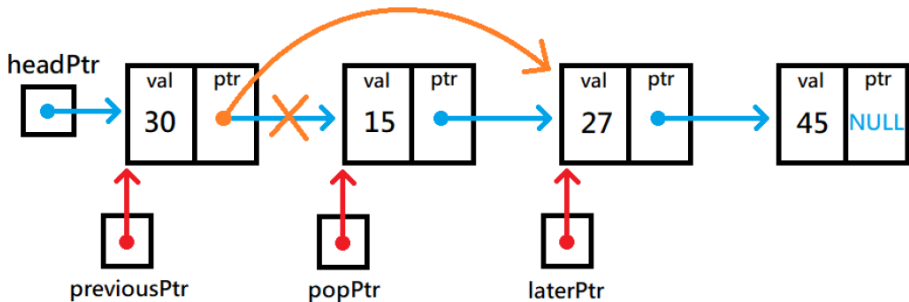 headPtr
val ptr
30
val ptr
15
val ptr
27
val ptr
45 NULL
previousPtr
popPtr
laterPtr